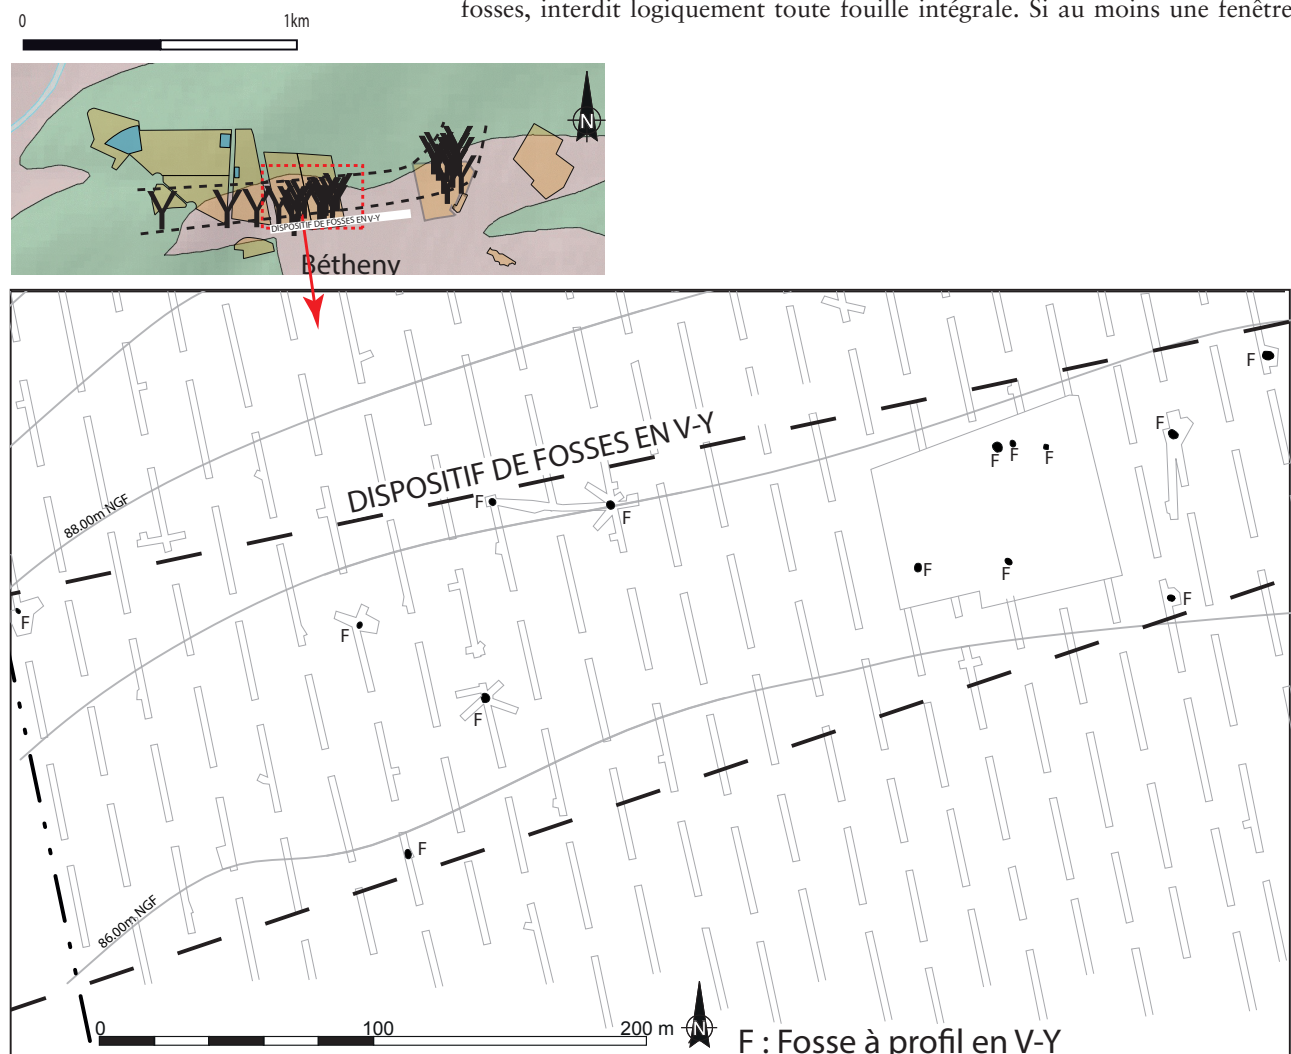 fosses, interdit logiquement toute fouille intégrale. Si au moins une fenêtre
0 1km
N
Y Y Y
DISPOSITIF DE FOSSES EN V-Y
Bétheny
F
F
DISPOSITIF DE FOSSES EN V-Y
F F F
88.00m NGF
F F
F F
F
F
F
F
F
86.00m NGF
0 100 200 m
N
F : Fosse à profil en V-Y